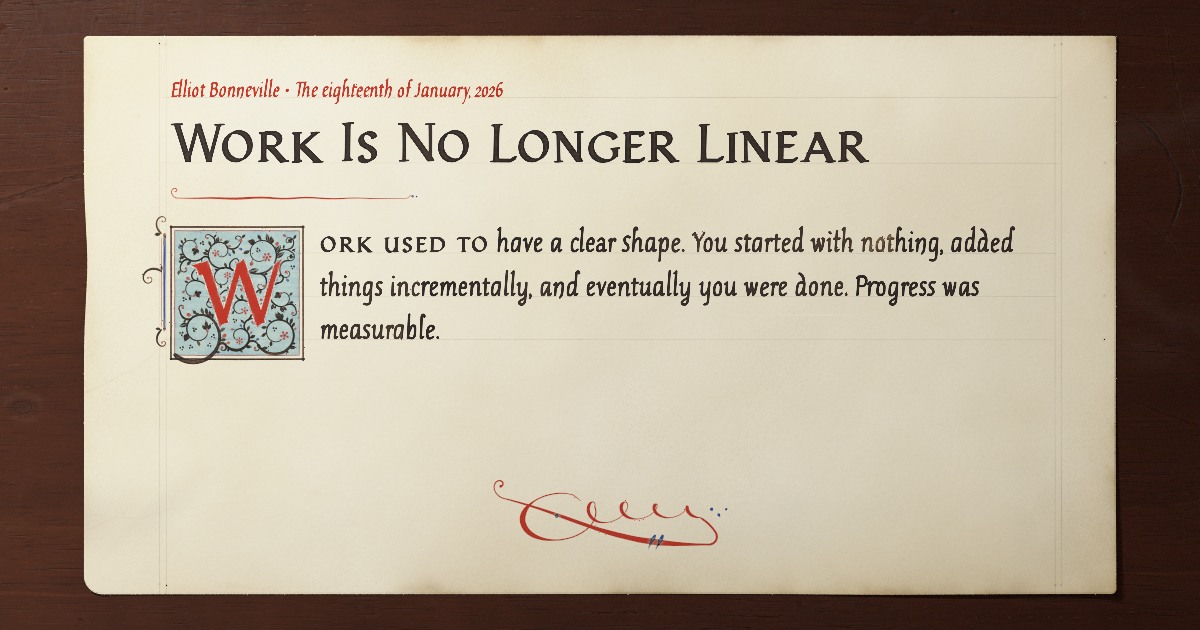 Elliot Bonneville • The eighteenth of January, 2026
Work Is No Longer Linear
Work used to have a clear shape. You started with nothing, added
things incrementally, and eventually you were done. Progress was
measurable.